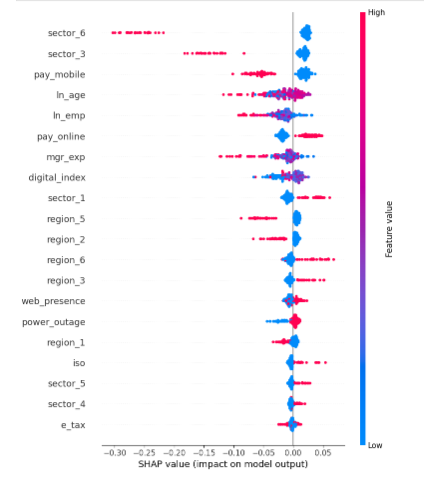 High
sector_6
sector_3
pay_mobile
ln_age
ln_emp
pay_online
mgr_exp
digital_index
sector_1
region_5
region_2
region_6
region_3
web_presence
power_outage
region_1
iso
sector_5
sector_4
e_tax
Feature value
Low
−0.30 −0.25 −0.20 −0.15 −0.10 −0.05 0.00 0.05
SHAP value (impact on model output)